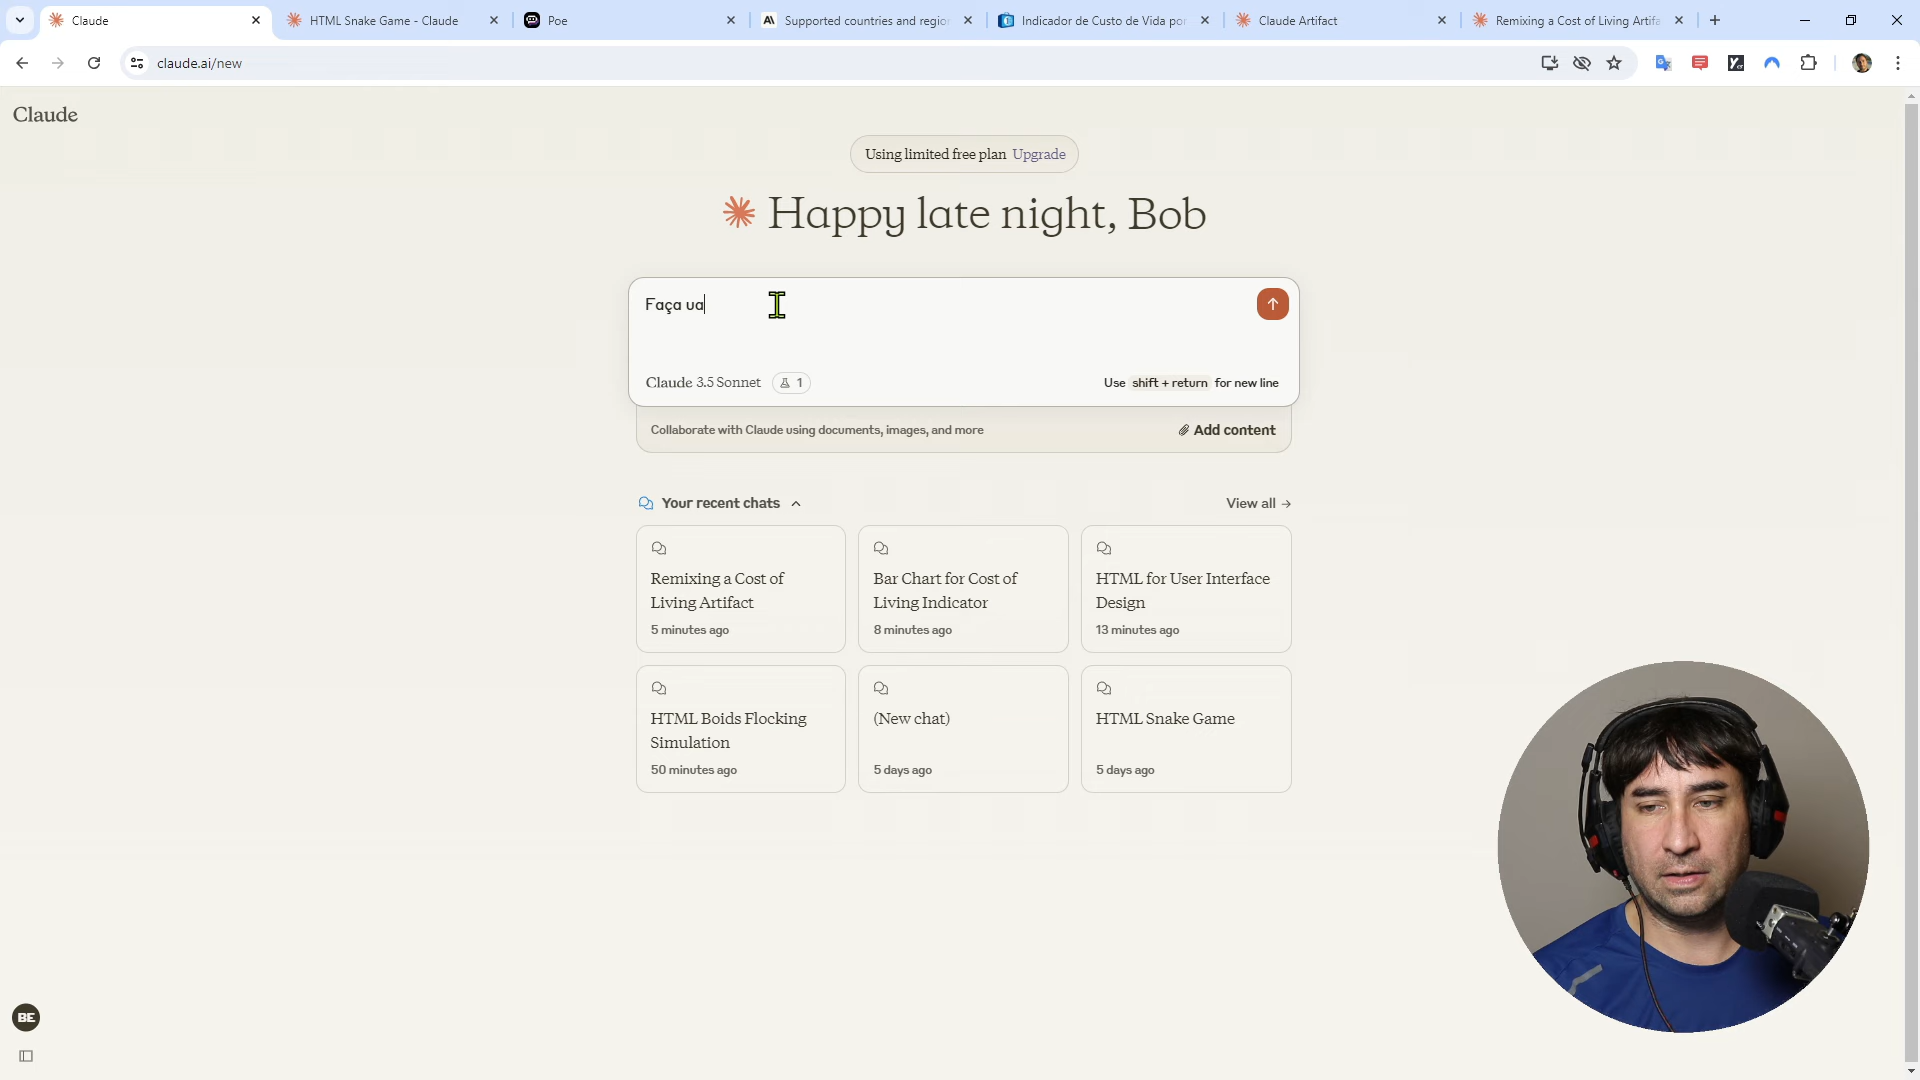 Claude
HTML Snake Game - Claude
Poe
Supported countries and regio
Indicador de Custo de Vida po
Claude Artifact
Remixing a Cost of Living Artifa
claude.ai/new
Claude
Using limited free plan Upgrade
Happy late night, Bob
Faça ua
Claude 3.5 Sonnet 1
Use shift + return for new line
Collaborate with Claude using documents, images, and more
Add content
Your recent chats
View all →
Remixing a Cost of
Living Artifact
5 minutes ago
Bar Chart for Cost of
Living Indicator
8 minutes ago
HTML for User Interface
Design
13 minutes ago
HTML Boids Flocking
Simulation
50 minutes ago
(New chat)
5 days ago
HTML Snake Game
5 days ago
BE